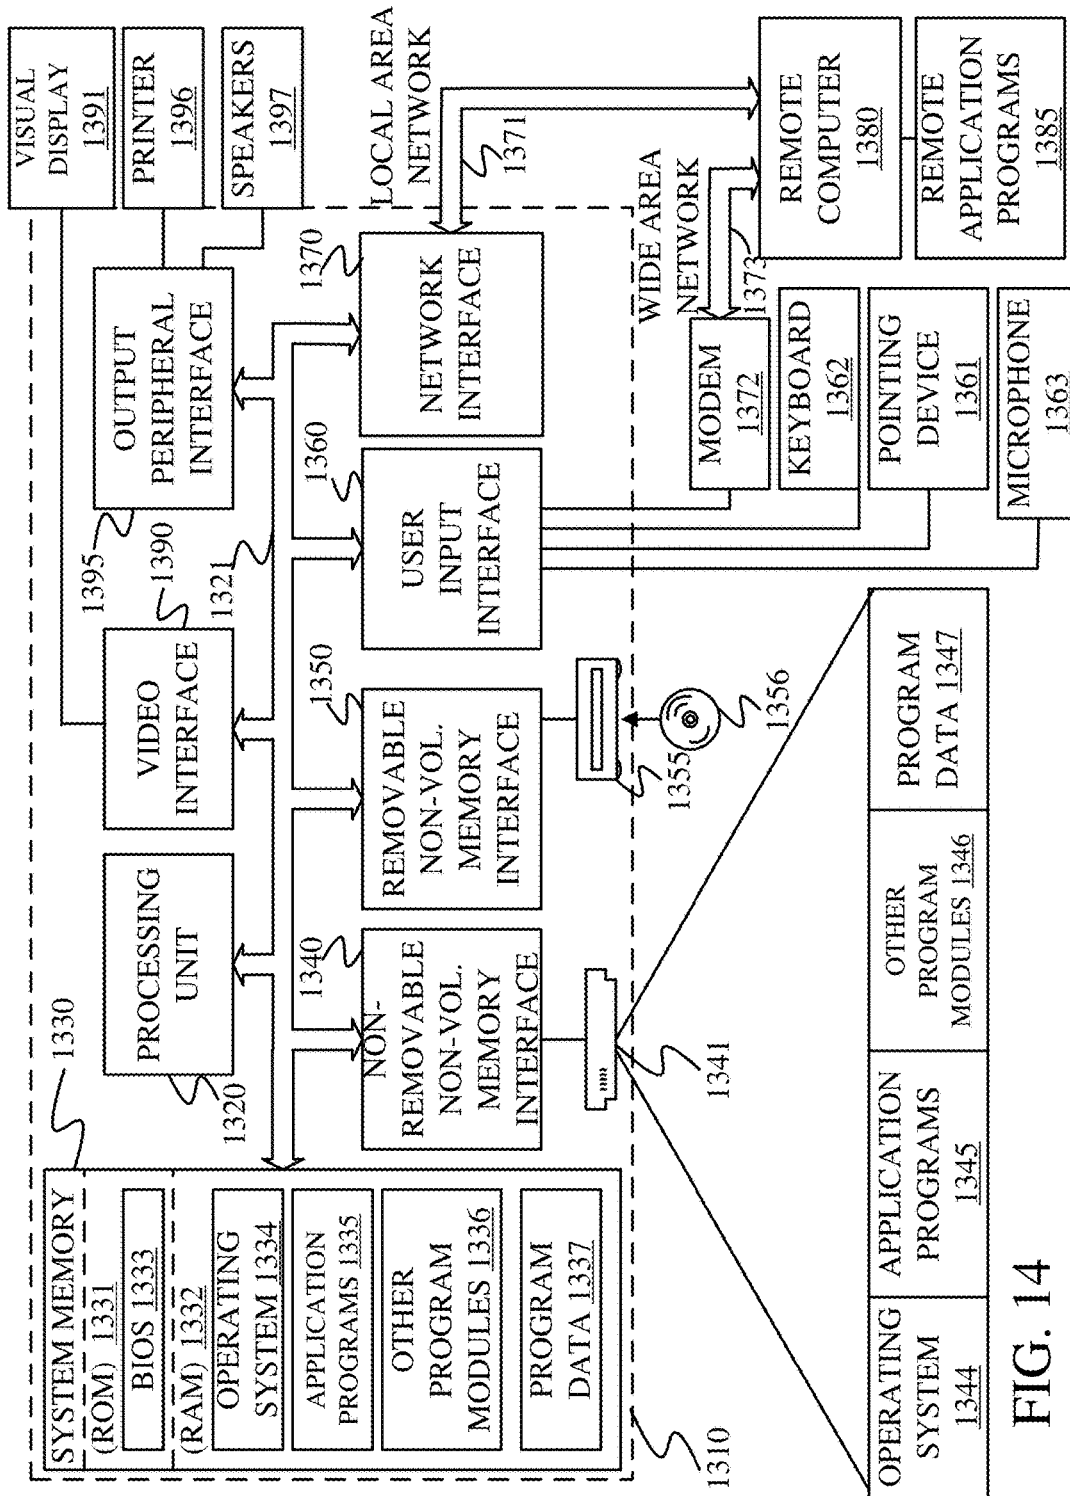 SYSTEM MEMORY
(ROM) 1331
BIOS 1333
(RAM) 1332
OPERATING
SYSTEM 1334
APPLICATION
PROGRAMS 1335
OTHER
PROGRAM
MODULES 1336
PROGRAM
DATA 1337
1310
1330
PROCESSING
UNIT
1320
VIDEO
INTERFACE
1390
1321
OUTPUT
PERIPHERAL
INTERFACE
1395
VISUAL
DISPLAY
1391
PRINTER
1396
SPEAKERS
1397
NON-
REMOVABLE
NON-VOL.
MEMORY
INTERFACE
1340
REMOVABLE
NON-VOL.
MEMORY
INTERFACE
1350
USER
INPUT
INTERFACE
1360
NETWORK
INTERFACE
1370
LOCAL AREA
NETWORK
1371
1341
1355
1356
WIDE AREA
NETWORK
1373
MODEM
1372
KEYBOARD
1362
POINTING
DEVICE
1361
MICROPHONE
1363
REMOTE
COMPUTER
1380
REMOTE
APPLICATION
PROGRAMS
1385
OPERATING
SYSTEM
1344
APPLICATION
PROGRAMS
1345
OTHER
PROGRAM
MODULES 1346
PROGRAM
DATA 1347
FIG. 14